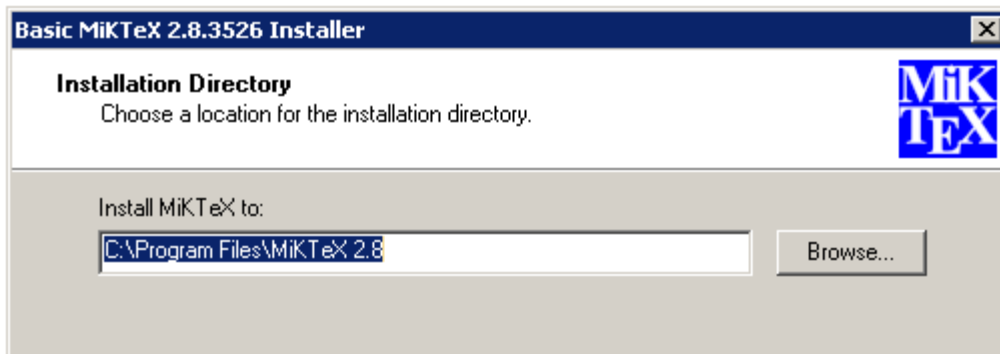 Basic MiKTeX 2.8.3526 Installer
Installation Directory
Choose a location for the installation directory.
MiK
TEX
Install MiKTeX to:
C:\Program Files\MiKTeX 2.8
Browse...